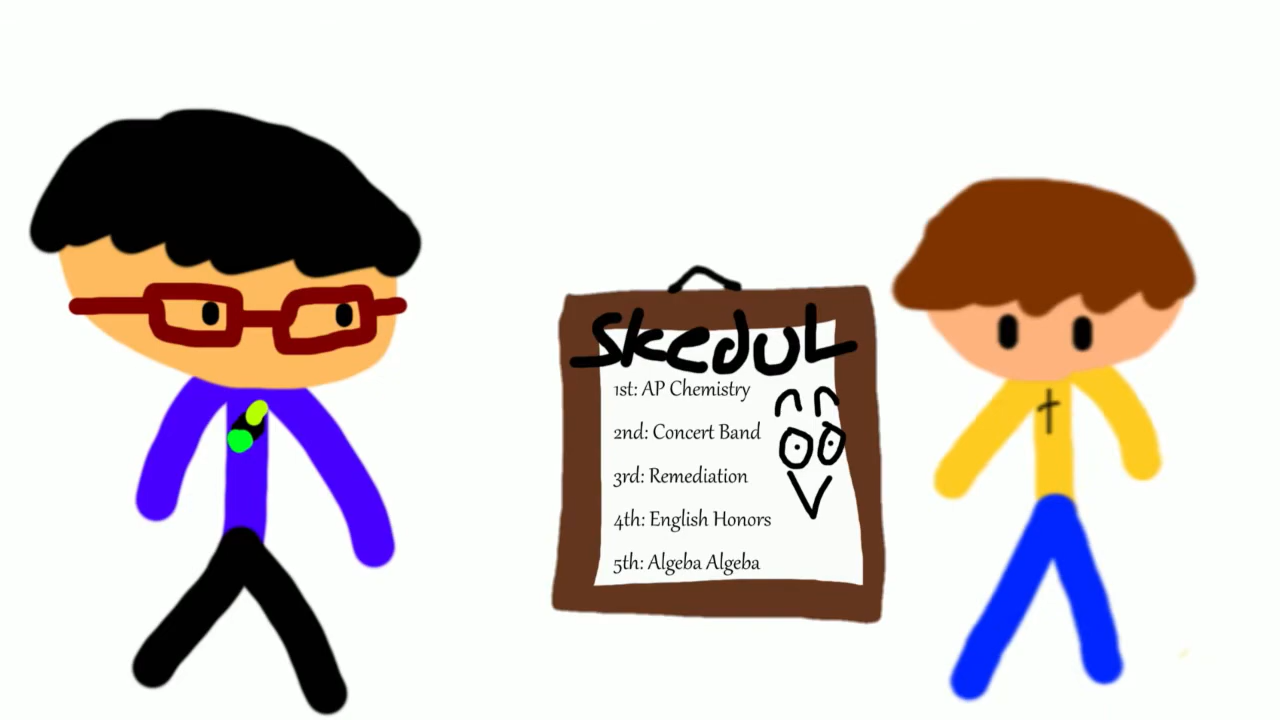 SkeduL
1st: AP Chemistry
2nd: Concert Band
3rd: Remediation
4th: English Honors
5th: Algeba Algeba